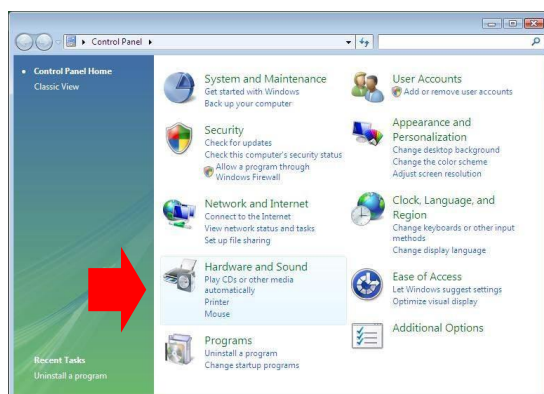 Control Panel
Control Panel Home
Classic View
Recent Tasks
Uninstall a program
System and Maintenance
Get started with Windows
Back up your computer
Security
Check for updates
Check this computer's security status
Allow a program through
Windows Firewall
Network and Internet
Connect to the Internet
View network status and tasks
Set up file sharing
Hardware and Sound
Play CDs or other media
automatically
Printer
Mouse
Programs
Uninstall a program
Change startup programs
User Accounts
Add or remove user accounts
Appearance and
Personalization
Change desktop background
Change the color scheme
Adjust screen resolution
Clock, Language, and
Region
Change keyboards or other input
methods
Change display language
Ease of Access
Let Windows suggest settings
Optimize visual display
Additional Options